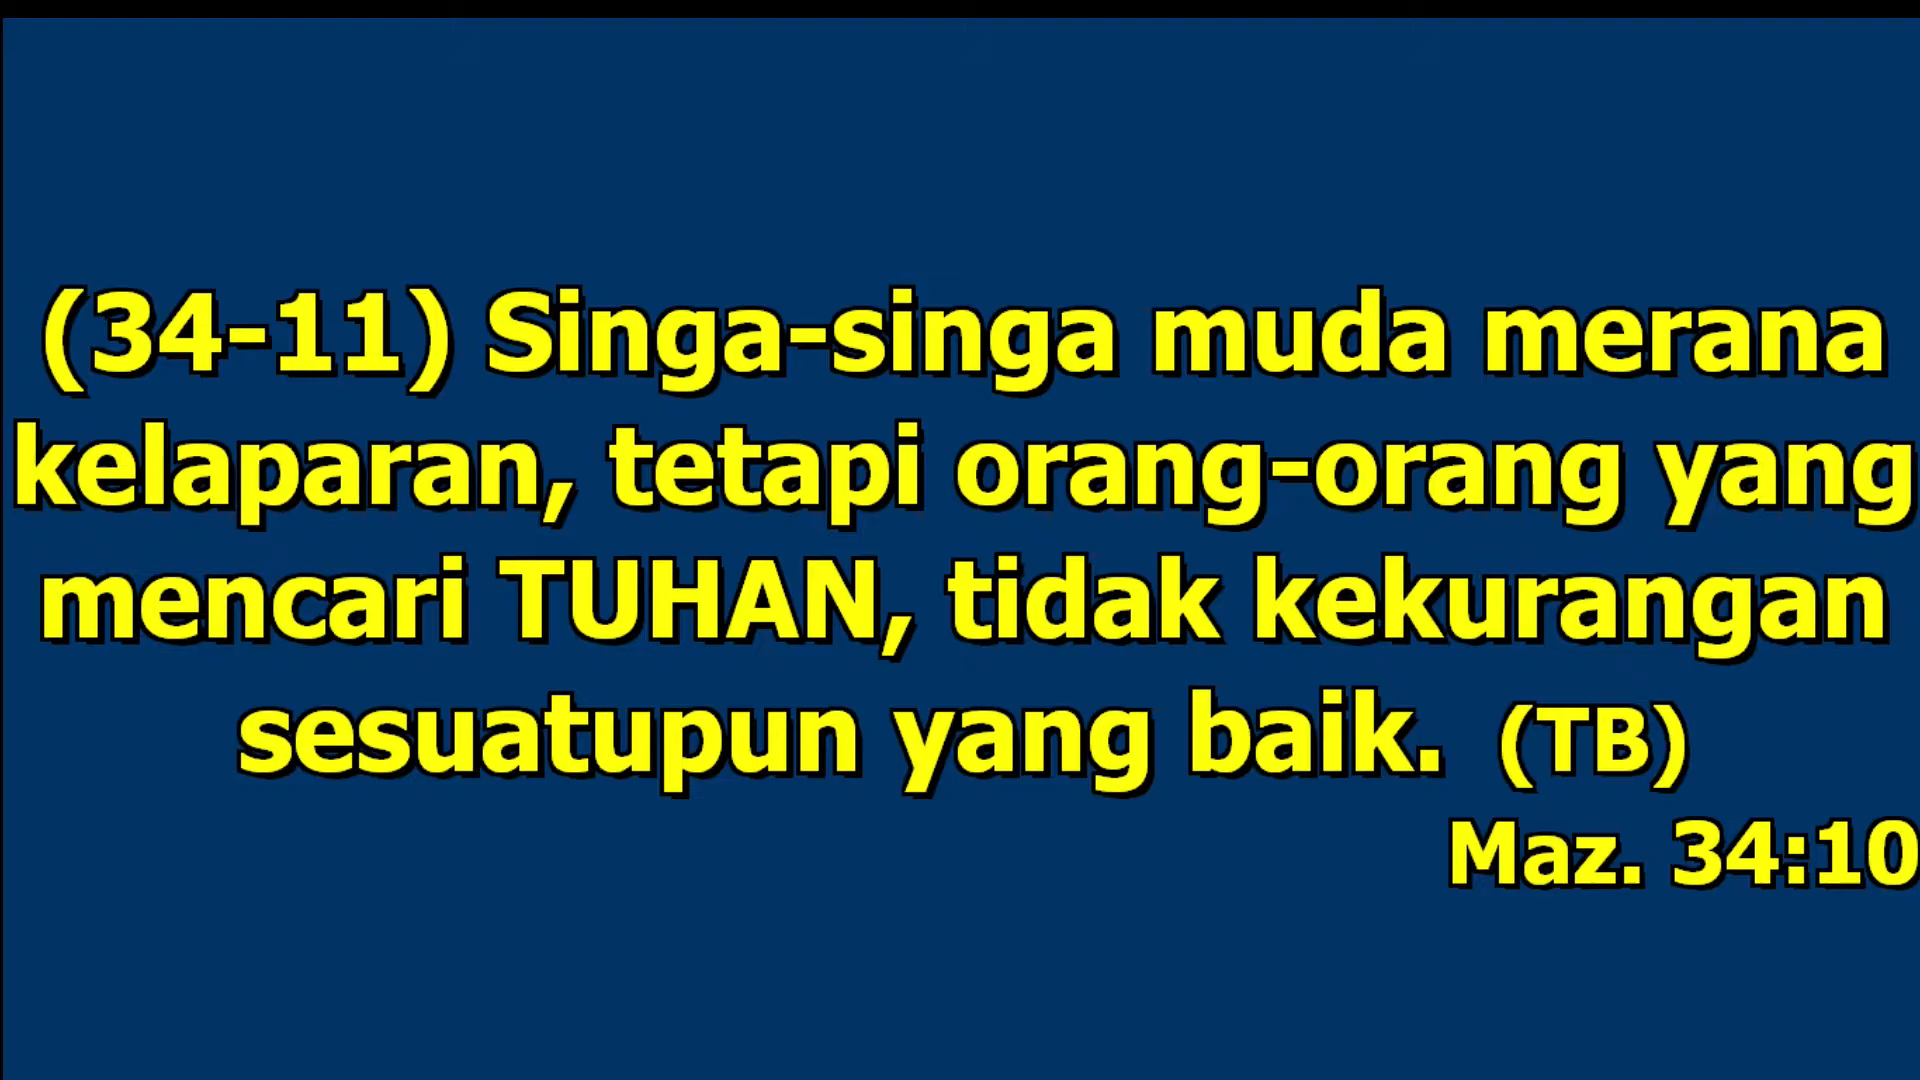 (34-11) Singa-singa muda merana
kelaparan, tetapi orang-orang yang
mencari TUHAN, tidak kekurangan
sesuatupun yang baik. (TB)
Maz. 34:10